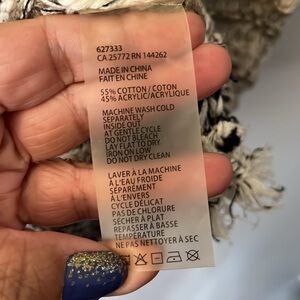 627333
CA 25772 RN 144262
MADE IN CHINA
FAIT EN CHINE
55% COTTON / COTON
45% ACRYLIC/ACRYLIQUE
MACHINE WASH COLD
SEPARATELY
INSIDE OUT
AT GENTLE CYCLE
DO NOT BLEACH
LAY FLAT TO DRY
IRON ON LOW
DO NOT DRY CLEAN
LAVER À LA MACHINE
À L'EAU FROIDE
SÉPARÉMENT
À L'ENVERS
CYCLE DÉLICAT
PAS DE CHLORURE
SÉCHER À PLAT
REPASSER À BASSE
TEMPÉRATURE
NE PAS NETTOYER À SEC